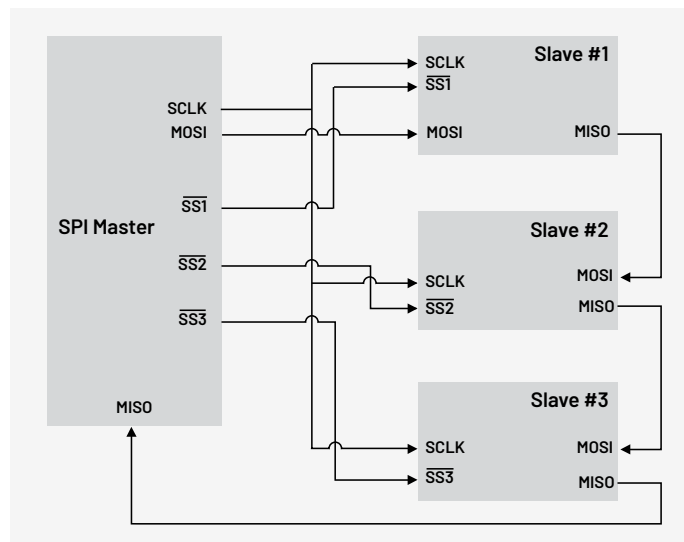 SPI Master
SCLK
MOSI
SS1
SS2
SS3
MISO
Slave #1
SCLK
SS1
MOSI
MISO
Slave #2
MOSI
SCLK
MISO
SS2
Slave #3
SCLK
MOSI
SS3
MISO